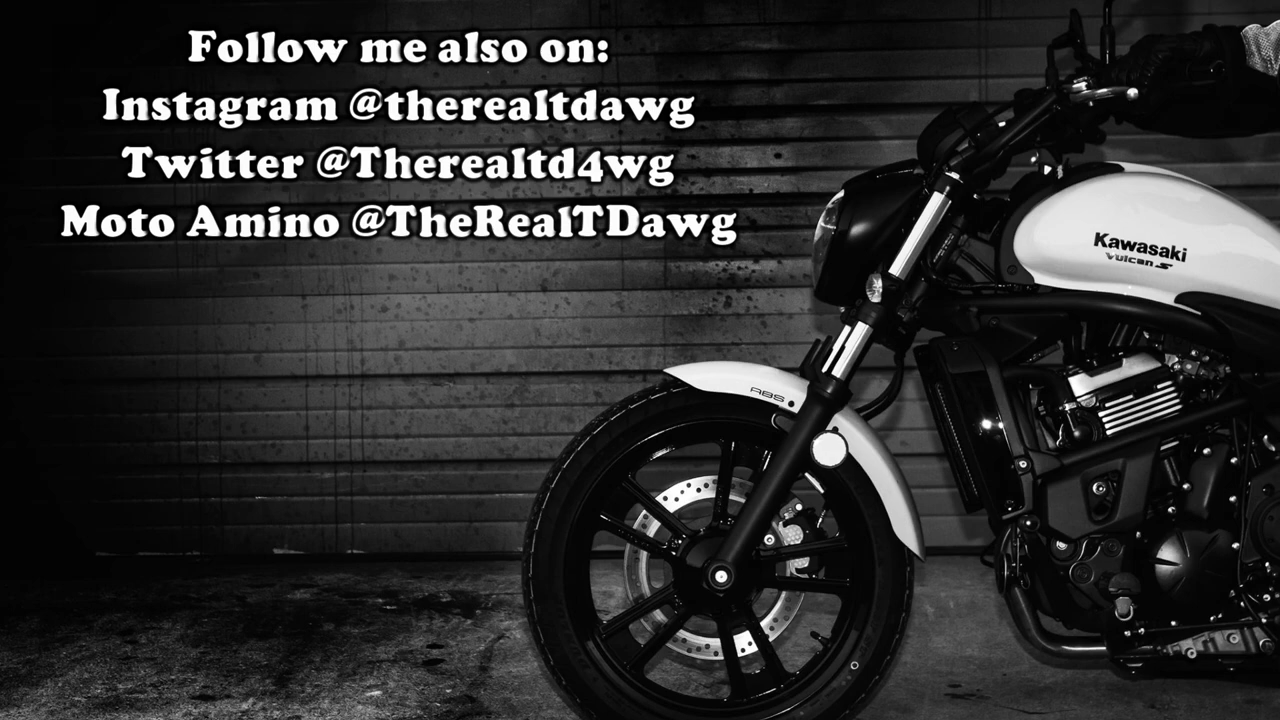 Follow me also on:
Instagram @therealtdawg
Twitter @Therealtd4wg
Moto Amino @TheRealTDawg
Kawasaki
Vulcan S
ABS